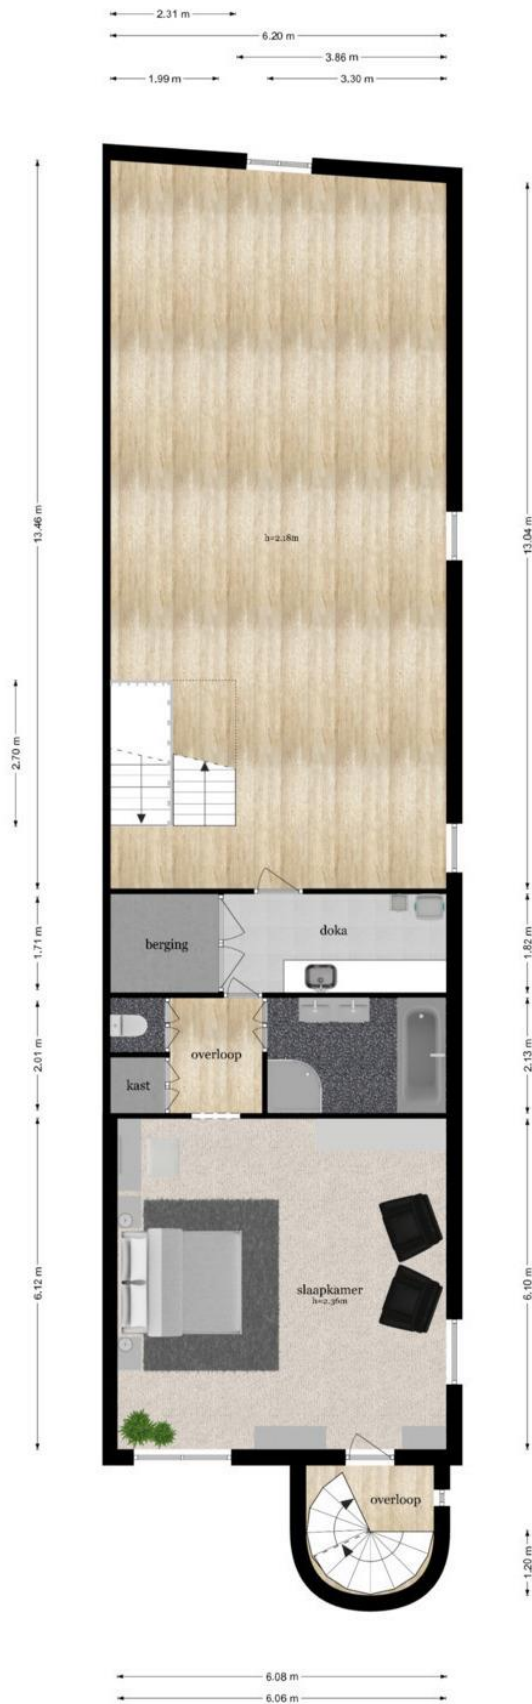 2.31 m
6.20 m
3.86 m
1.99 m
3.30 m
13.46 m
13.04 m
h=2.18m
2.70 m
berging
doka
1.71 m
1.82 m
overloop
kast
2.01 m
2.13 m
slaapkamer
h=2.36m
6.12 m
6.10 m
overloop
1.20 m
6.08 m
6.06 m